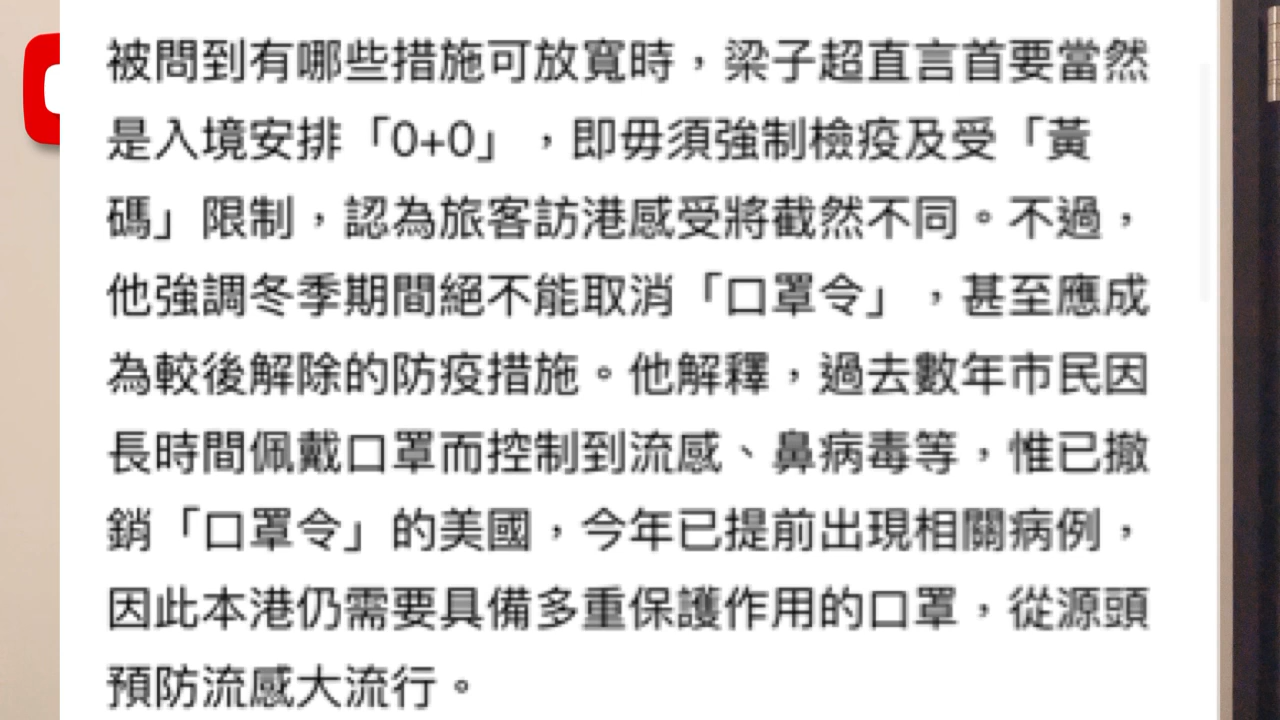 被問到有哪些措施可放寬時，梁子超直言首要當然
是入境安排「0+0」，即毋須強制檢疫及受「黃
碼」限制，認為旅客訪港感受將截然不同。不過，
他強調冬季期間絕不能取消「口罩令」，甚至應成
為較後解除的防疫措施。他解釋，過去數年市民因
長時間佩戴口罩而控制到流感、鼻病毒等，惟已撤
銷「口罩令」的美國，今年已提前出現相關病例，
因此本港仍需要具備多重保護作用的口罩，從源頭
預防流感大流行。